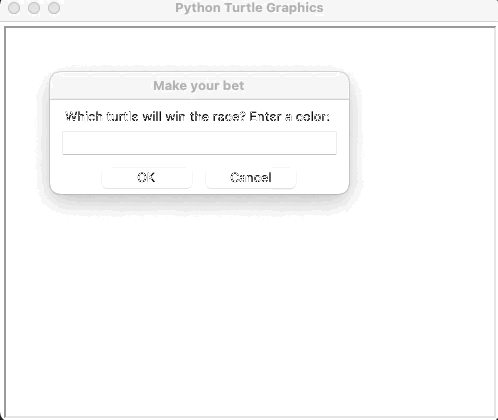 Python Turtle Graphics
Make your bet
Which turtle will win the race? Enter a color:
OK
Cancel